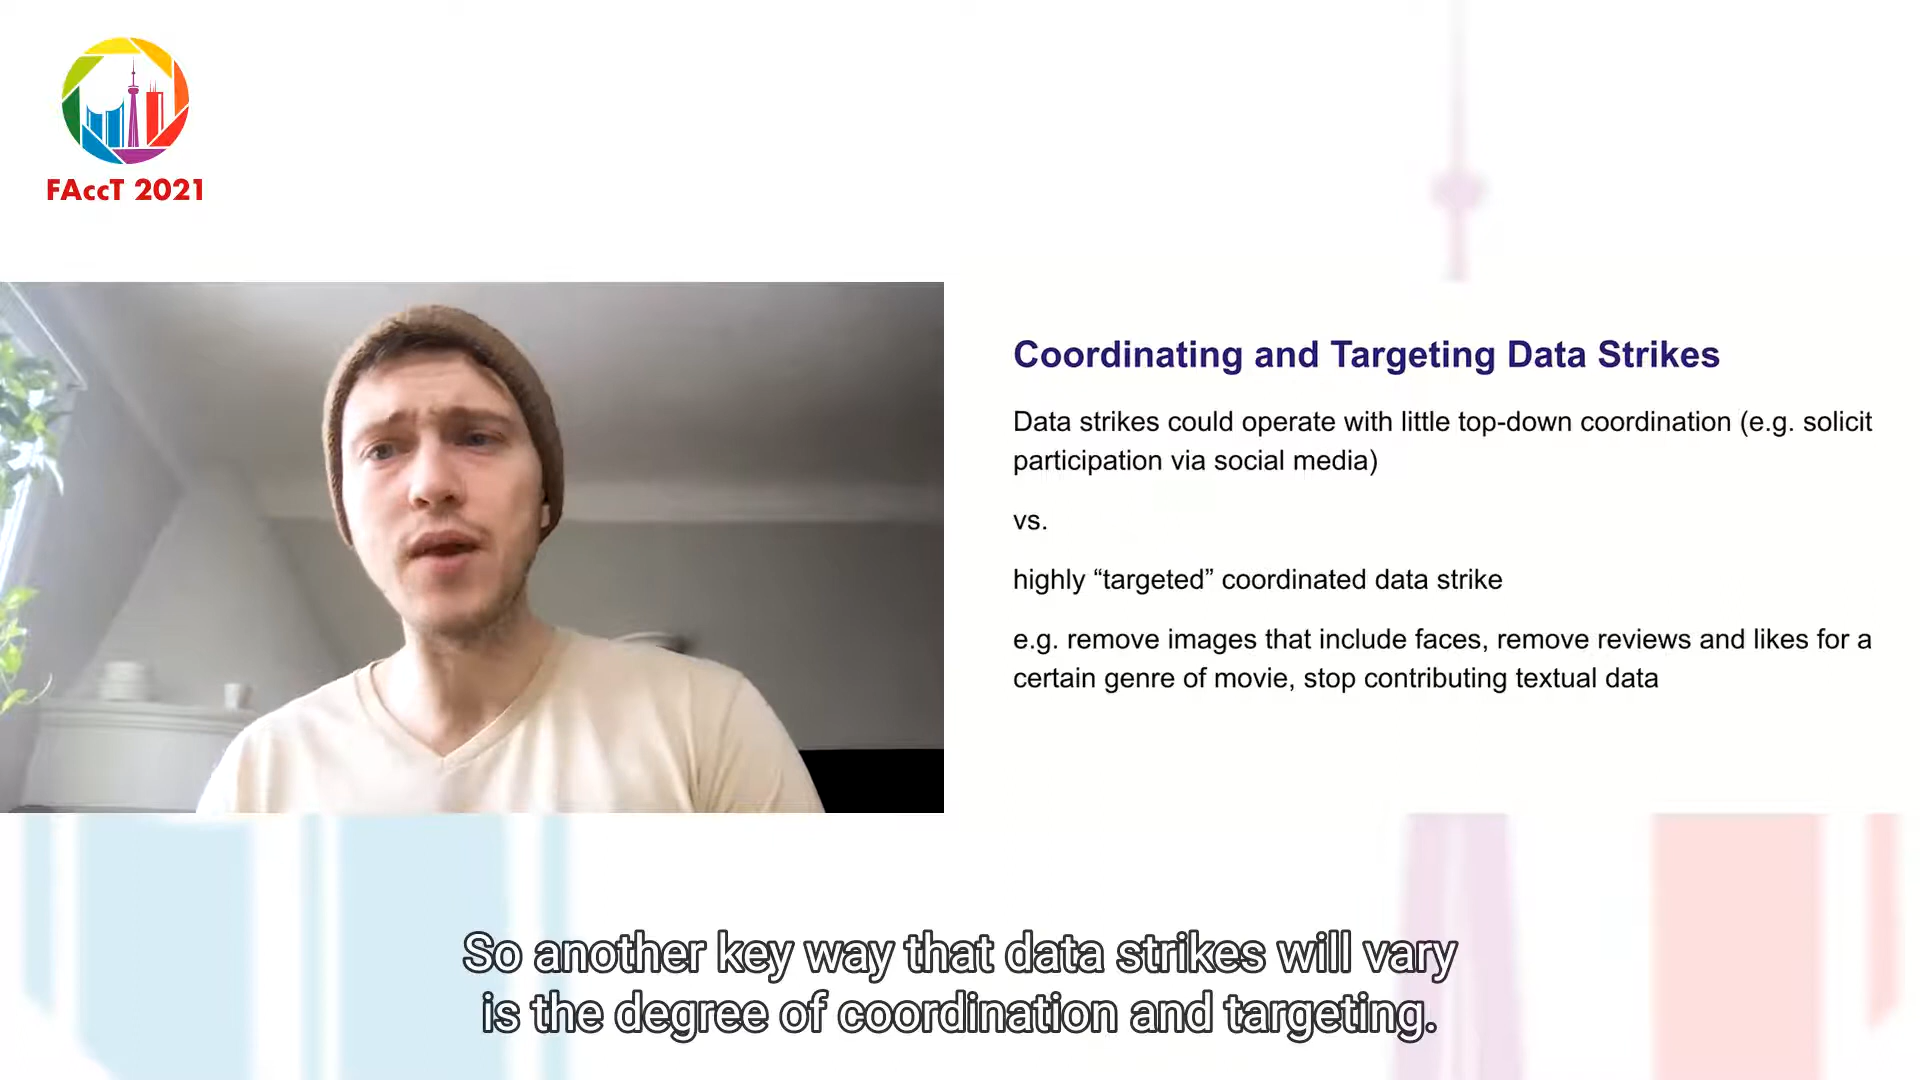 FAccT 2021
Coordinating and Targeting Data Strikes
Data strikes could operate with little top-down coordination (e.g. solicit
participation via social media)
vs.
highly “targeted” coordinated data strike
e.g. remove images that include faces, remove reviews and likes for a
certain genre of movie, stop contributing textual data
So another key way that data strikes will vary
is the degree of coordination and targeting.